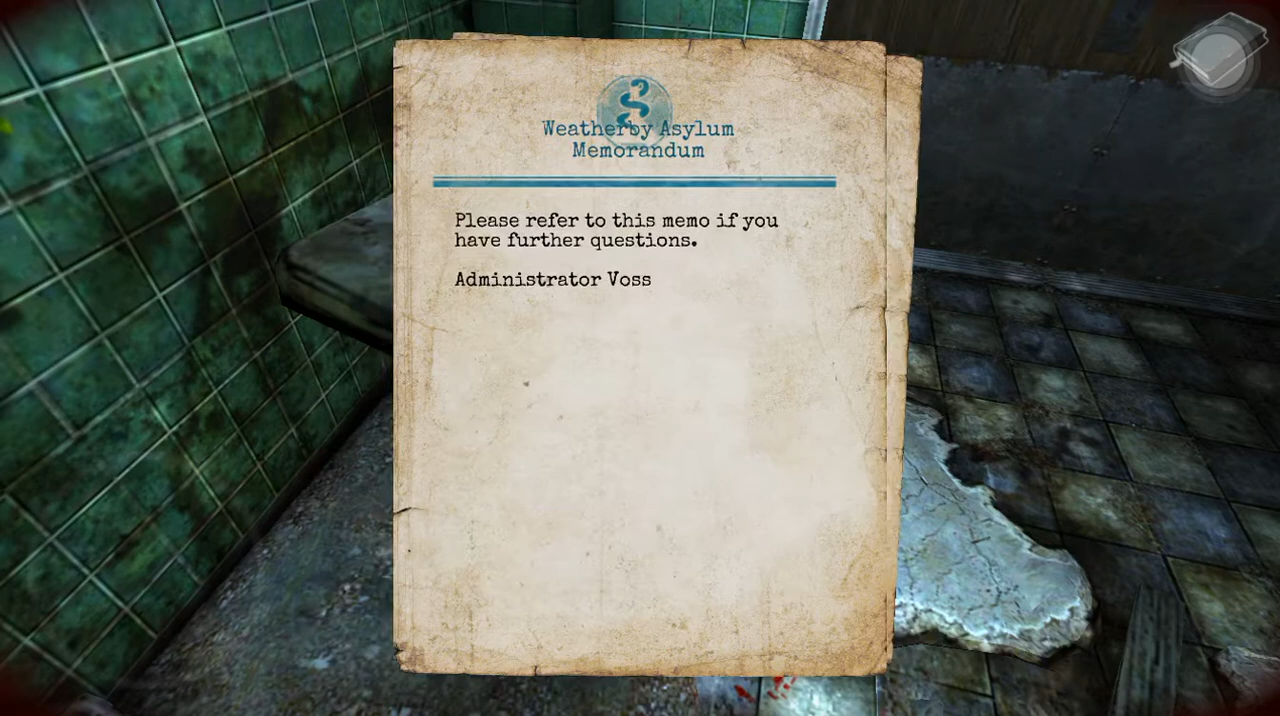 Weatherby Asylum
Memorandum
Please refer to this memo if you
have further questions.
Administrator Voss